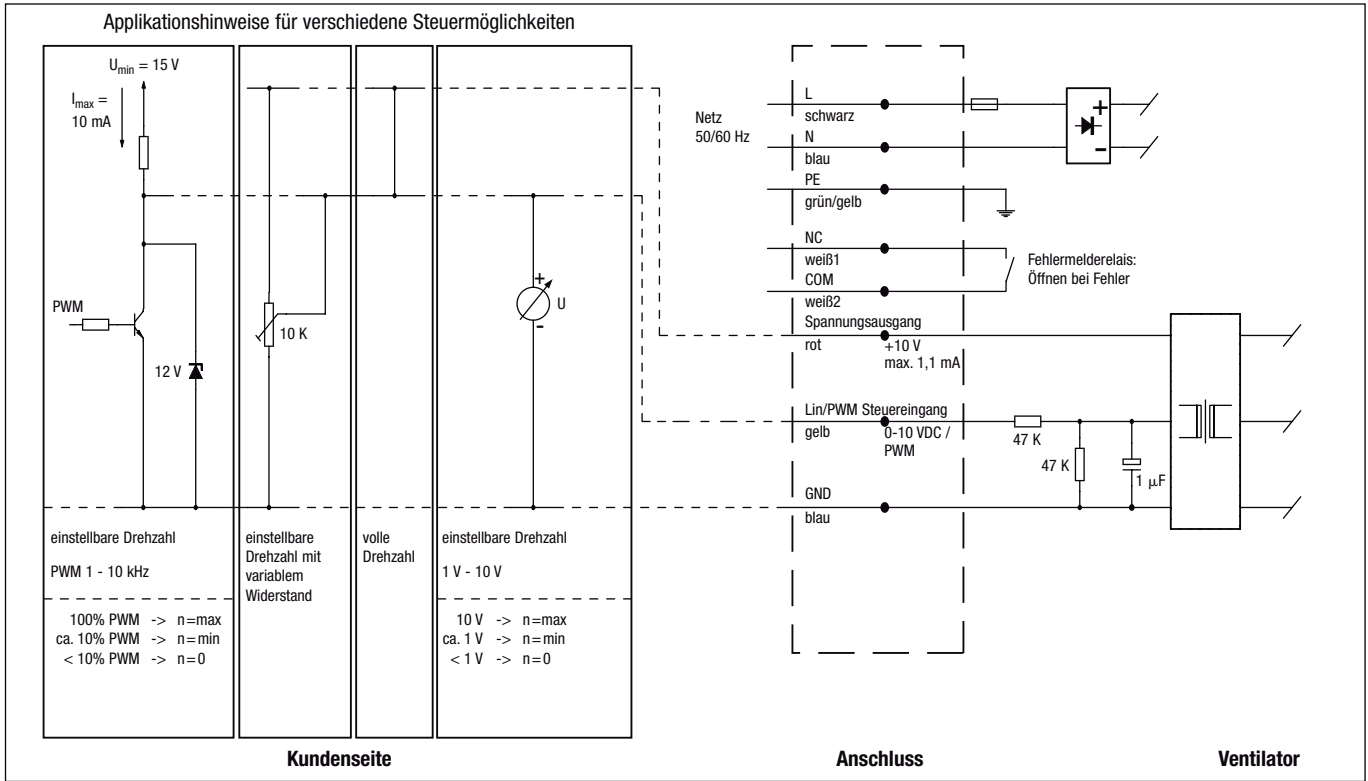 Applikationshinweise für verschiedene Steuermöglichkeiten
Umin = 15 V
Imax =
10 mA
PWM
12 V
10 K
+
-
U
einstellbare Drehzahl
PWM 1 - 10 kHz
100% PWM -> n=max
ca. 10% PWM -> n=min
< 10% PWM -> n=0
einstellbare
Drehzahl mit
variablem
Widerstand
volle
Drehzahl
einstellbare Drehzahl
1 V - 10 V
10 V -> n=max
ca. 1 V -> n=min
< 1 V -> n=0
Netz
50/60 Hz
L
schwarz
N
blau
PE
grün/gelb
NC
weiß1
COM
weiß2
Spannungsausgang
rot
+10 V
max. 1,1 mA
Lin/PWM Steuereingang
gelb
0-10 VDC /
PWM
GND
blau
+
-
Fehlermelderelais:
Öffnen bei Fehler
47 K
47 K
1 µF
Kundenseite
Anschluss
Ventilator